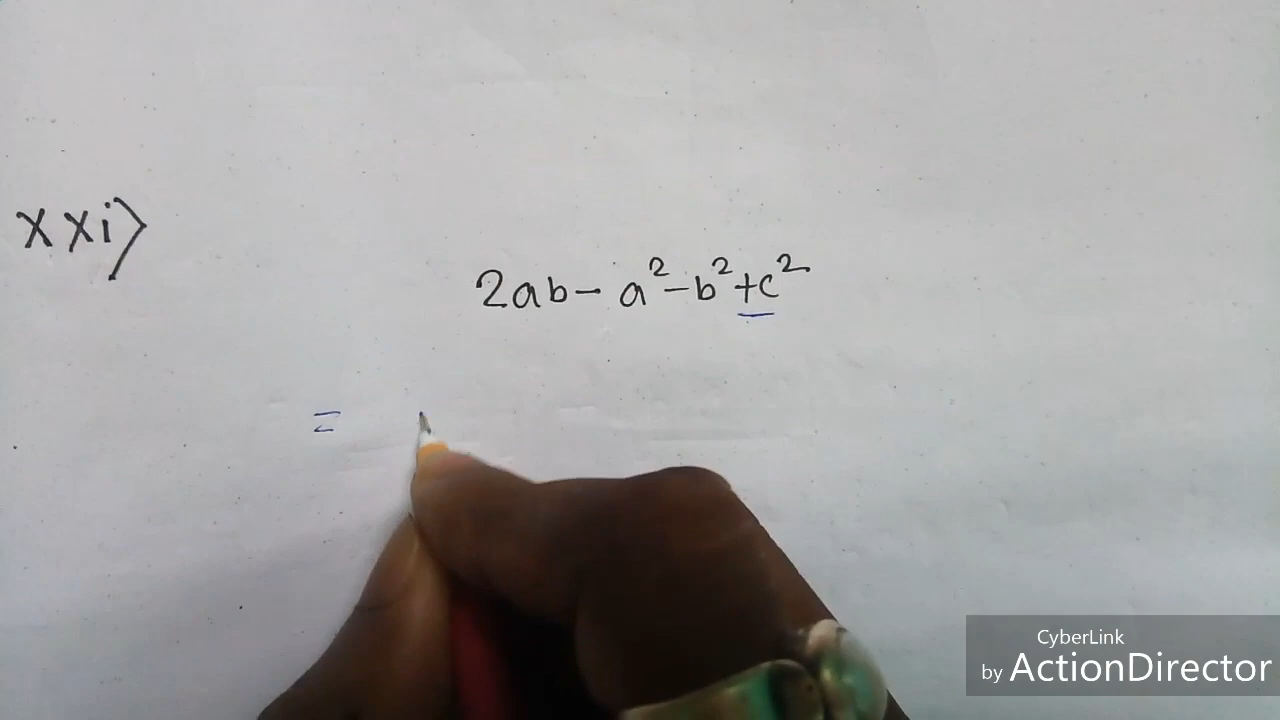 xxi>
2ab - a² - b² + c²
=
CyberLink
by ActionDirector